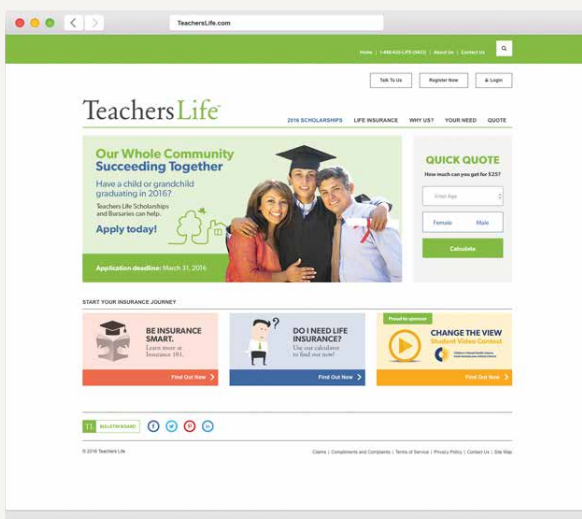 TeachersLife.com
Home | 1-866-620-LIFE (5433) | About Us | Contact Us
Talk To Us
Register Now
Login
Teachers Life
2016 SCHOLARSHIPS LIFE INSURANCE WHY US? YOUR NEED QUOTE
Our Whole Community
Succeeding Together
Have a child or grandchild
graduating in 2016?
Teachers Life Scholarships
and Bursaries can help.
Apply today!
Application deadline: March 31, 2016
QUICK QUOTE
How much can you get for $25?
Enter Age
Female Male
Calculate
START YOUR INSURANCE JOURNEY
BE INSURANCE
SMART.
Learn more at
Insurance 101.
Find Out Now
?
DO I NEED LIFE
INSURANCE?
Use our calculator
to find out now!
Find Out Now
Proud to sponsor
CHANGE THE VIEW
Student Video Contest
Find Out Now
TL BULLETIN BOARD
© 2016 Teachers Life
Claims | Compliments and Complaints | Terms of Service | Privacy Policy | Contact Us | Site Map